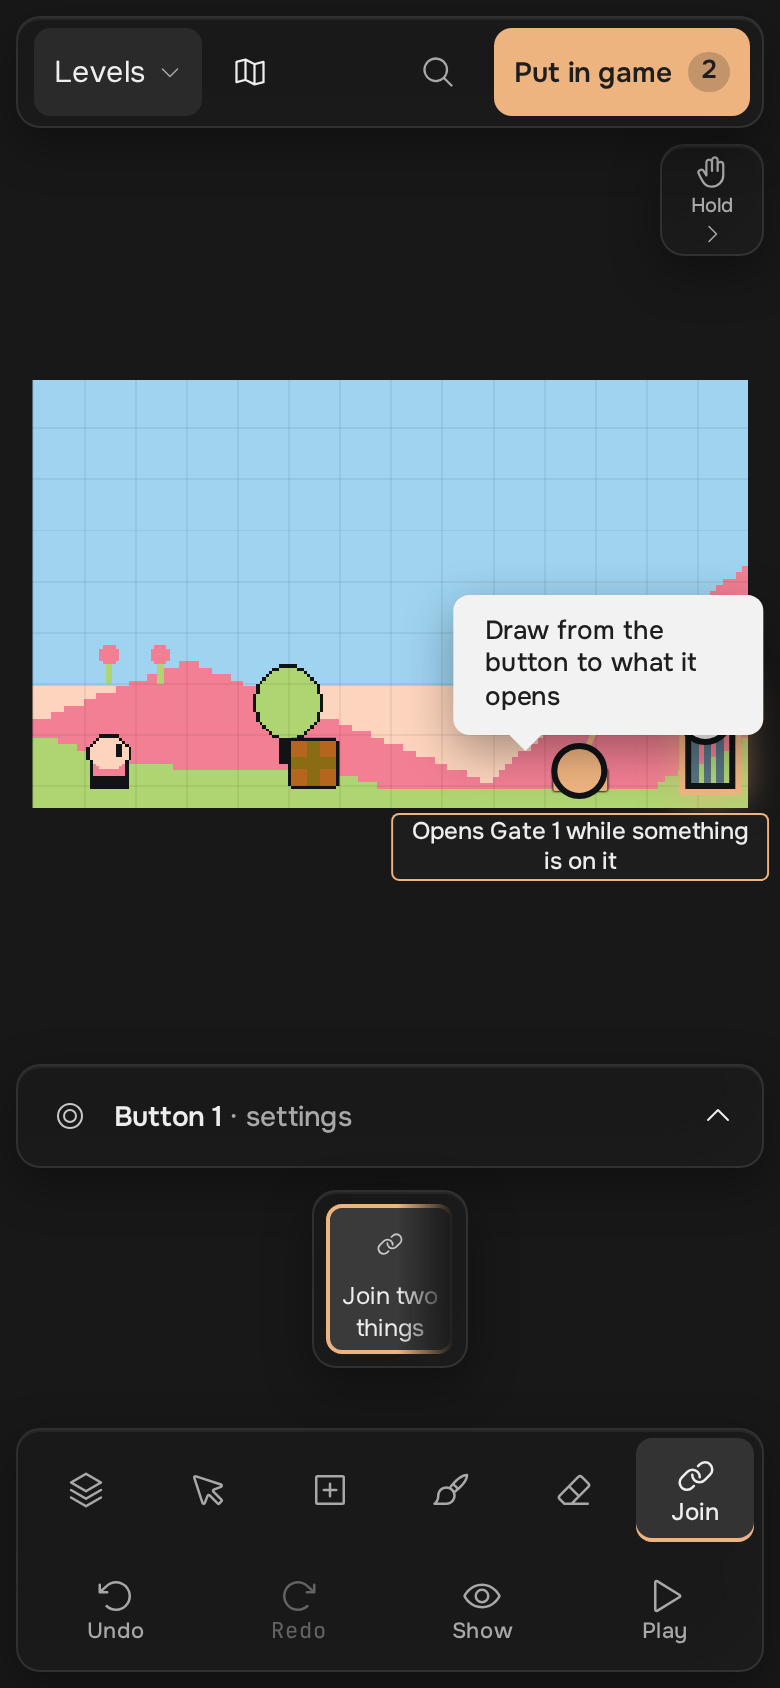 Levels
Put in game 2
Hold
Draw from the
button to what it
opens
Opens Gate 1 while something
is on it
Button 1 · settings
Join two
things
Join
Undo
Redo
Show
Play